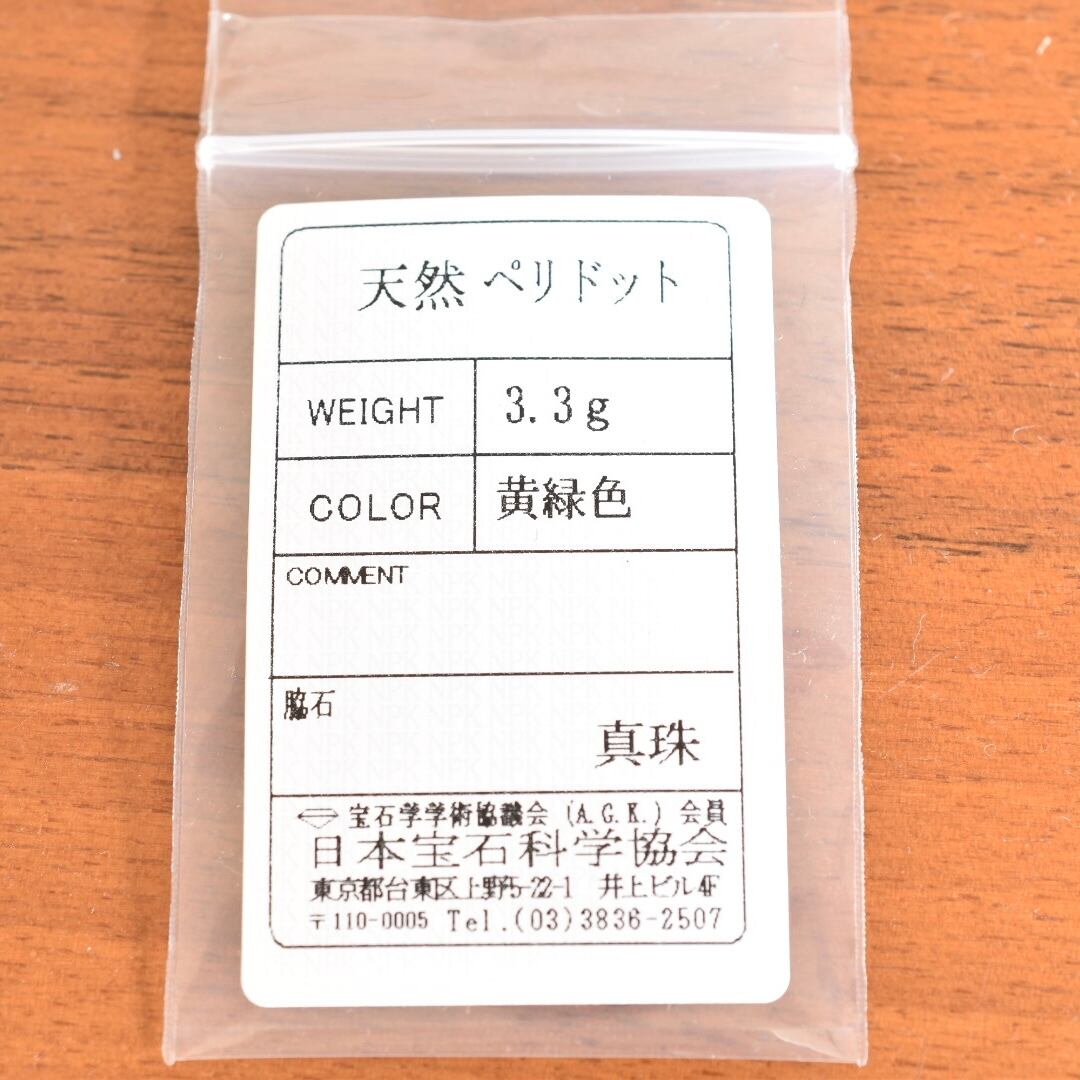 天然 ペリドット
WEIGHT 3.3g
COLOR 黄緑色
COMMENT
脇石
真珠
宝石学学術協議会 (A.G.K.) 会員
日本宝石科学協会
東京都台東区上野5-22-1 井上ビル4F
〒110-0005 Tel.(03)3836-2507